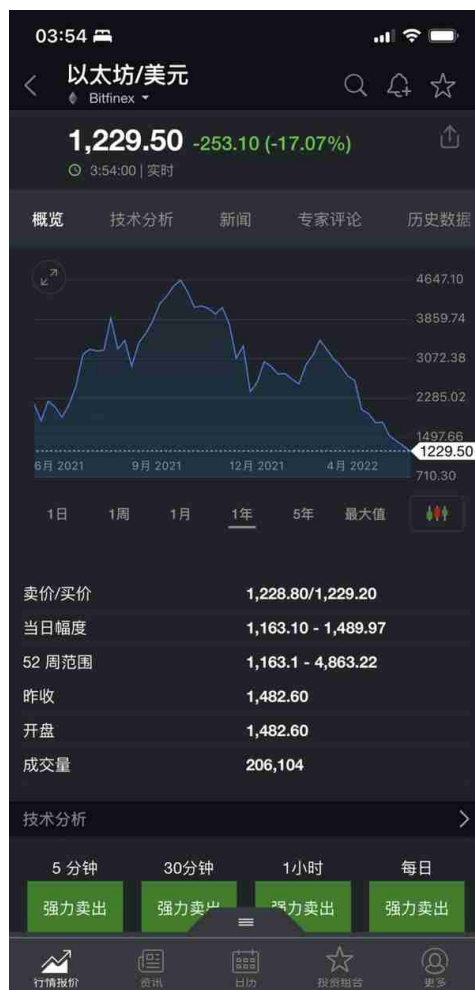 03:54
以太坊/美元
Bitfinex
1,229.50 -253.10 (-17.07%)
3:54:00 | 实时
概览 技术分析 新闻 专家评论 历史数据
4647.10
3859.74
3072.38
2285.02
1497.66
1229.50
710.30
6月 2021 9月 2021 12月 2021 4月 2022
1日 1周 1月 1年 5年 最大值
卖价/买价 1,228.80/1,229.20
当日幅度 1,163.10 - 1,489.97
52 周范围 1,163.1 - 4,863.22
昨收 1,482.60
开盘 1,482.60
成交量 206,104
技术分析
5 分钟 30分钟 1小时 每日
强力卖出 强力卖出 强力卖出 强力卖出
行情报价 资讯 日历 投资组合 更多